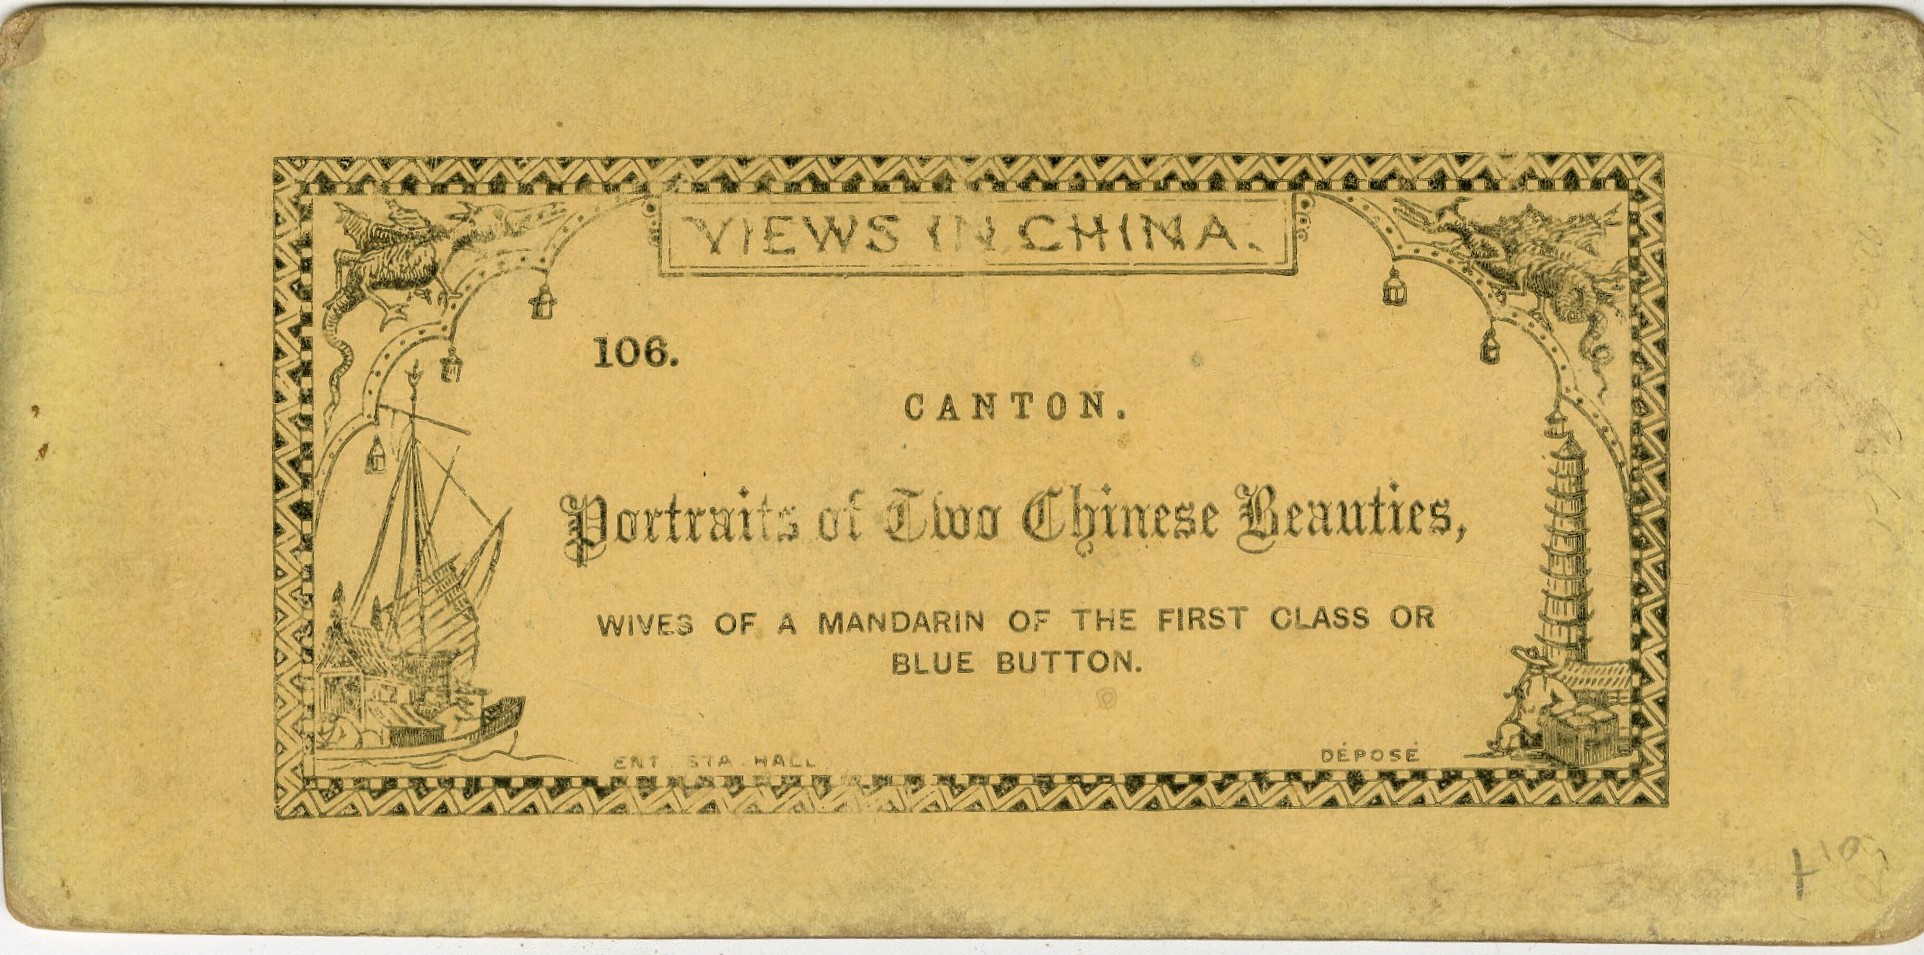 VIEWS IN CHINA.
106.
CANTON.
Portraits of Two Chinese Beauties,
WIVES OF A MANDARIN OF THE FIRST CLASS OR
BLUE BUTTON.
ENT STA HALL
DÉPOSÉ